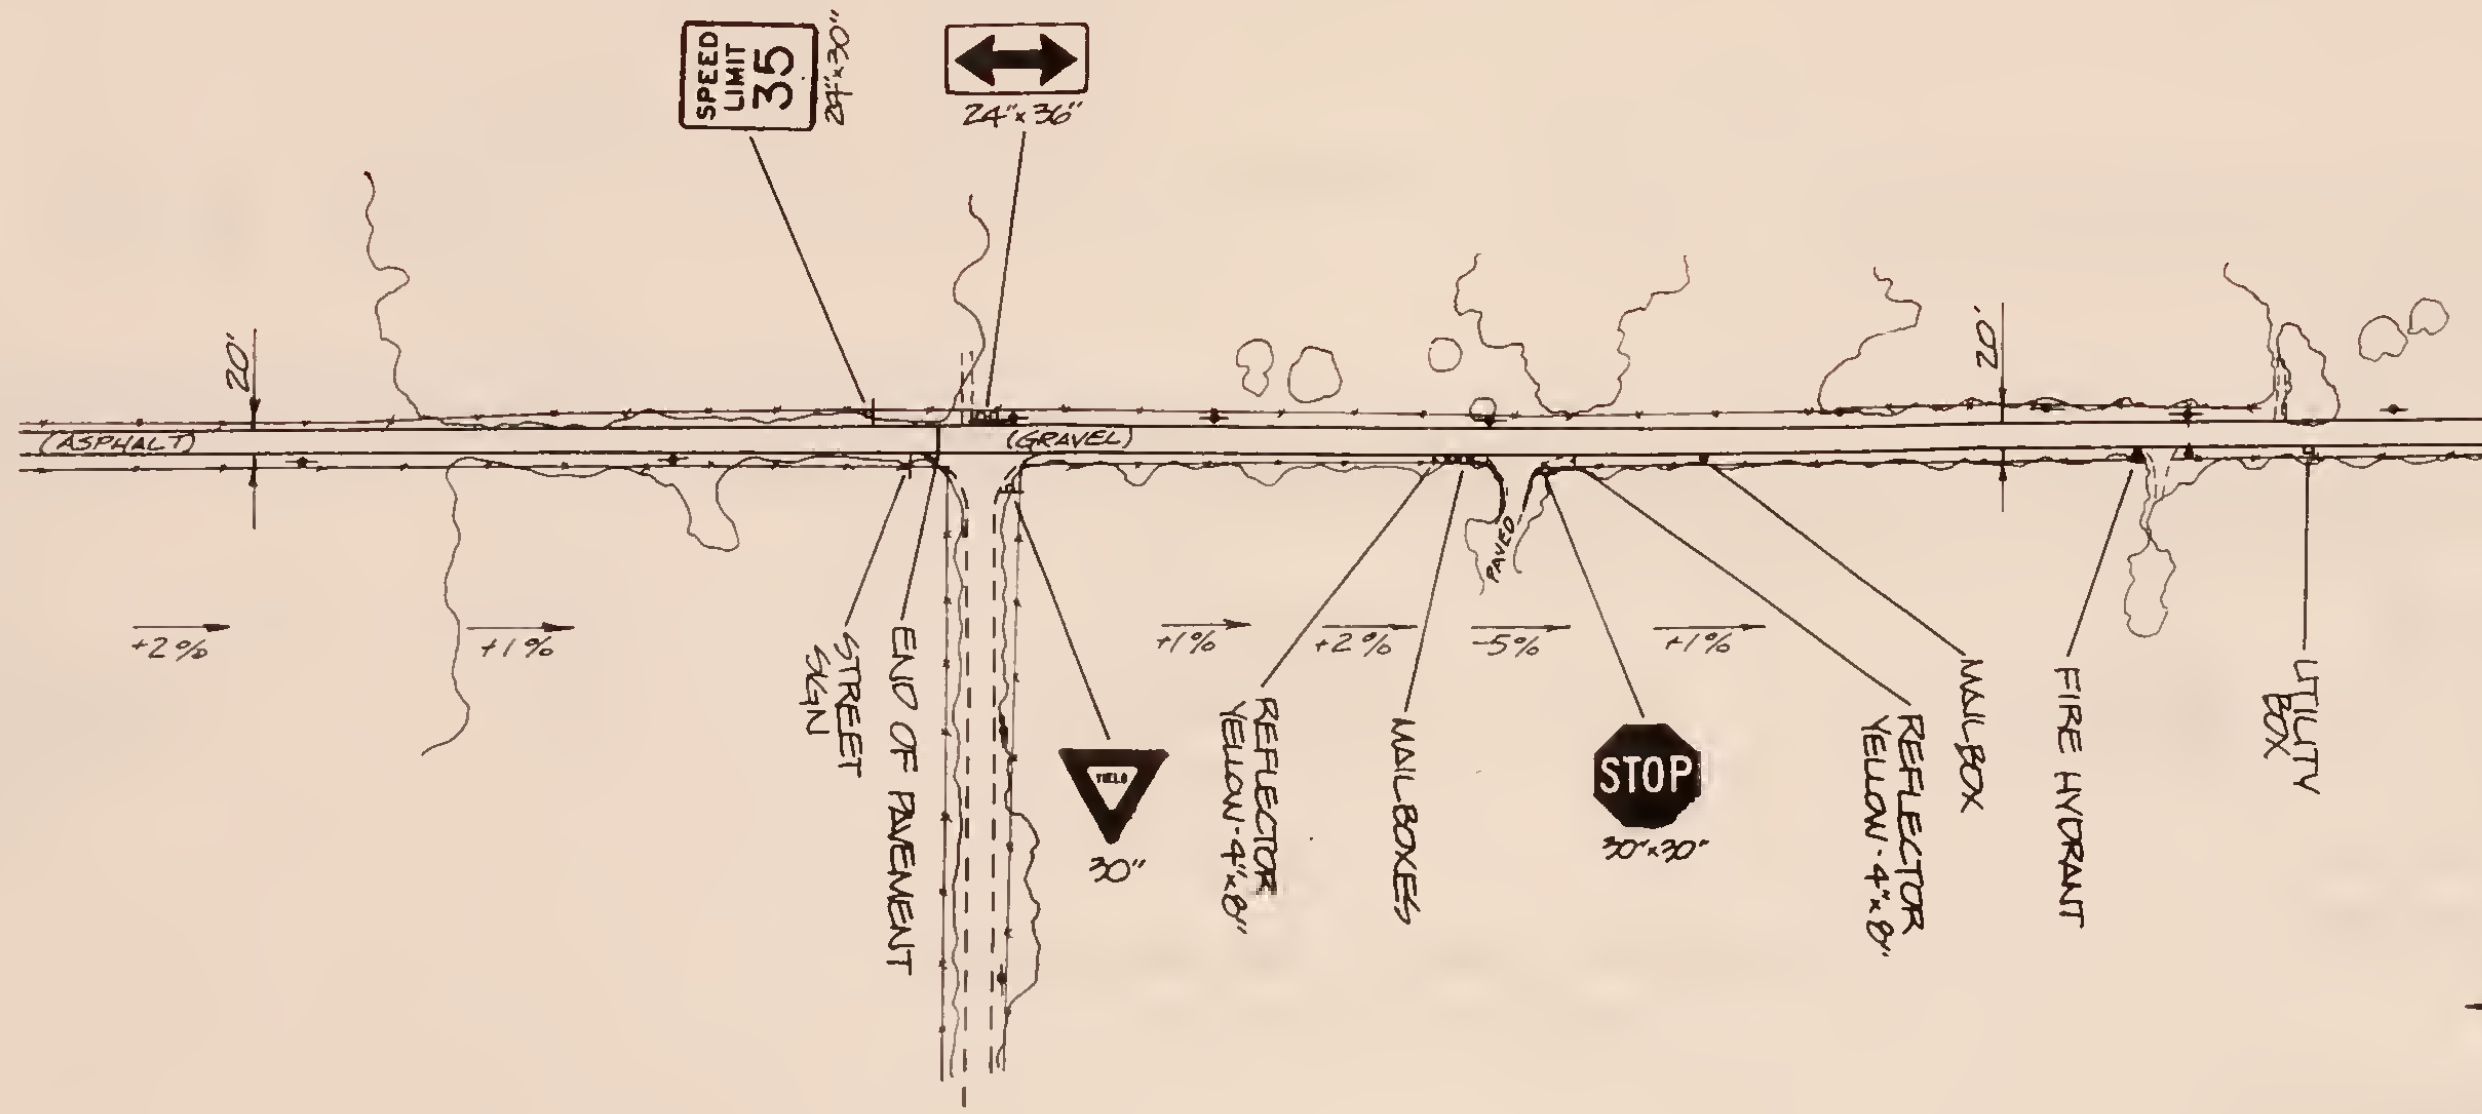 SPEED
LIMIT
35
24"x30"
24"x36"
20'
20'
(ASPHALT)
(GRAVEL)
PAVED
+2%
+1%
+1%
+2%
-5%
+1%
STREET
SIGN
END OF PAVEMENT
YIELD
30"
REFLECTOR
YELLOW-4"x8"
MAILBOXES
STOP
30"x30"
REFLECTOR
YELLOW-4"x8"
MAILBOX
FIRE HYDRANT
UTILITY
BOX